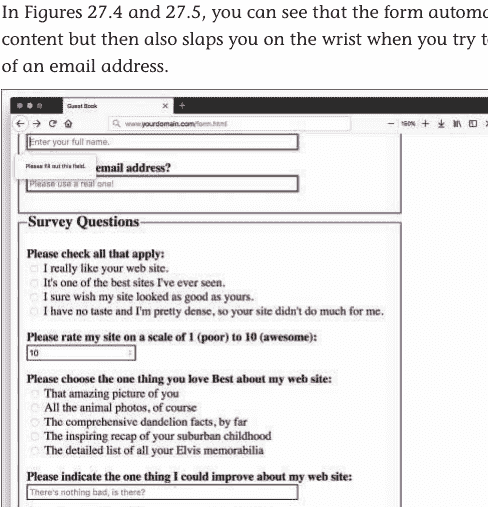 In Figures 27.4 and 27.5, you can see that the form automa
content but then also slaps you on the wrist when you try t
of an email address.
Guest Book
www.yourdomain.com/form.html
150%
Enter your full name.
Please fill out this field.
email address?
Please use a real one!
Survey Questions
Please check all that apply:
I really like your web site.
It's one of the best sites I've ever seen.
I sure wish my site looked as good as yours.
I have no taste and I'm pretty dense, so your site didn't do much for me.
Please rate my site on a scale of 1 (poor) to 10 (awesome):
10
Please choose the one thing you love Best about my web site:
That amazing picture of you
All the animal photos, of course
The comprehensive dandelion facts, by far
The inspiring recap of your suburban childhood
The detailed list of all your Elvis memorabilia
Please indicate the one thing I could improve about my web site:
There's nothing bad, is there?